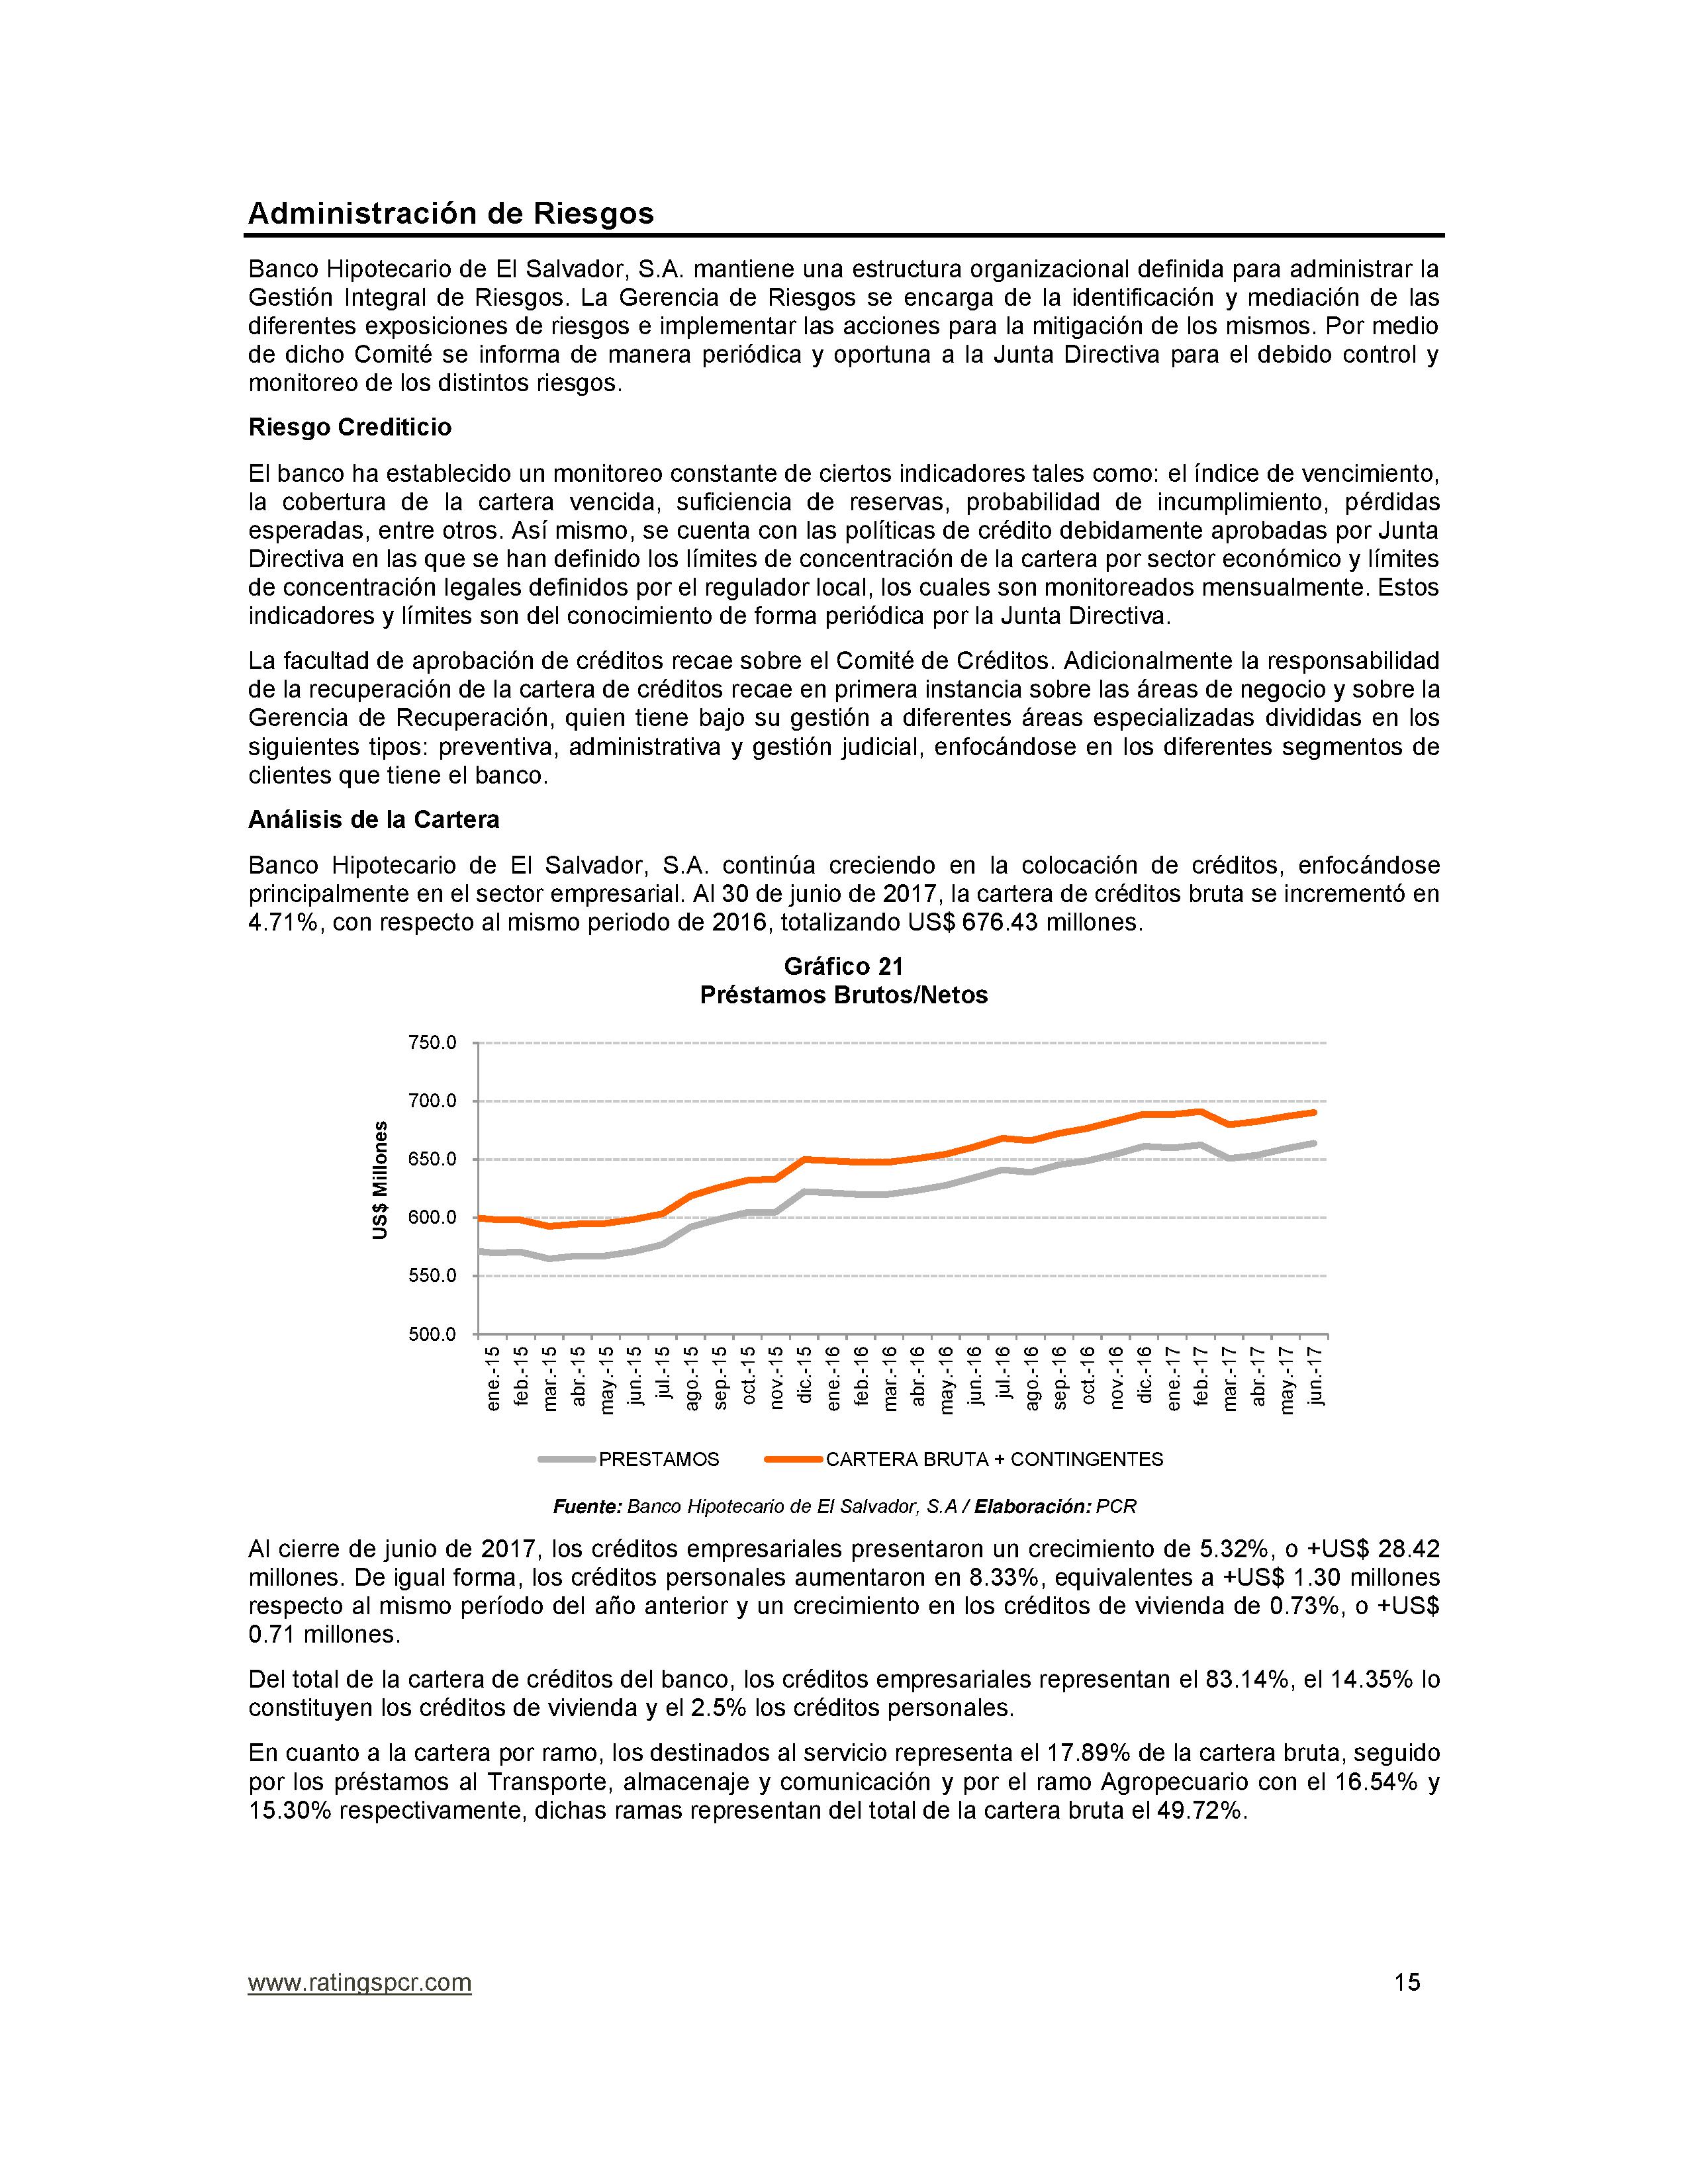 Administración de Riesgos
Banco Hipotecario de El Salvador, S.A. mantiene una estructura organizacional definida para administrar la
Gestión Integral de Riesgos. La Gerencia de Riesgos se encarga de la identificación y mediación de las
diferentes exposiciones de riesgos e implementar las acciones para la mitigación de los mismos. Por medio
de dicho Comité se informa de manera periódica y oportuna a la Junta Directiva para el debido control y
monitoreo de los distintos riesgos.
Riesgo Crediticio
El banco ha establecido un monitoreo constante de ciertos indicadores tales como: el índice de vencimiento,
la cobertura de la cartera vencida, suficiencia de reservas, probabilidad de incumplimiento, pérdidas
esperadas, entre otros. Así mismo, se cuenta con las políticas de crédito debidamente aprobadas por Junta
Directiva en las que se han definido los límites de concentración de la cartera por sector económico y límites
de concentración legales definidos por el regulador local, los cuales son monitoreados mensualmente. Estos
indicadores y límites son del conocimiento de forma periódica por la Junta Directiva.
La facultad de aprobación de créditos recae sobre el Comité de Créditos. Adicionalmente la responsabilidad
de la recuperación de la cartera de créditos recae en primera instancia sobre las áreas de negocio y sobre la
Gerencia de Recuperación, quien tiene bajo su gestión a diferentes áreas especializadas divididas en los
siguientes tipos: preventiva, administrativa y gestión judicial, enfocándose en los diferentes segmentos de
clientes que tiene el banco.
Análisis de la Cartera
Banco Hipotecario de El Salvador, S.A. continúa creciendo en la colocación de créditos, enfocándose
principalmente en el sector empresarial. Al 30 de junio de 2017, la cartera de créditos bruta se incrementó en
4.71%, con respecto al mismo periodo de 2016, totalizando US$ 676.43 millones.
Gráfico 21
Préstamos Brutos/Netos
US$ Millones
750.0
700.0
650.0
600.0
550.0
500.0
ene.-15
feb.-15
mar.-15
abr.-15
may.-15
jun.-15
jul.-15
ago.-15
sep.-15
oct.-15
nov.-15
dic.-15
ene.-16
feb.-16
mar.-16
abr.-16
may.-16
jun.-16
jul.-16
ago.-16
sep.-16
oct.-16
nov.-16
dic.-16
ene.-17
feb.-17
mar.-17
abr.-17
may.-17
jun.-17
PRESTAMOS
CARTERA BRUTA + CONTINGENTES
Fuente: Banco Hipotecario de El Salvador, S.A / Elaboración: PCR
Al cierre de junio de 2017, los créditos empresariales presentaron un crecimiento de 5.32%, o +US$ 28.42
millones. De igual forma, los créditos personales aumentaron en 8.33%, equivalentes a +US$ 1.30 millones
respecto al mismo período del año anterior y un crecimiento en los créditos de vivienda de 0.73%, o +US$
0.71 millones.
Del total de la cartera de créditos del banco, los créditos empresariales representan el 83.14%, el 14.35% lo
constituyen los créditos de vivienda y el 2.5% los créditos personales.
En cuanto a la cartera por ramo, los destinados al servicio representa el 17.89% de la cartera bruta, seguido
por los préstamos al Transporte, almacenaje y comunicación y por el ramo Agropecuario con el 16.54% y
15.30% respectivamente, dichas ramas representan del total de la cartera bruta el 49.72%.
www.ratingspcr.com
15